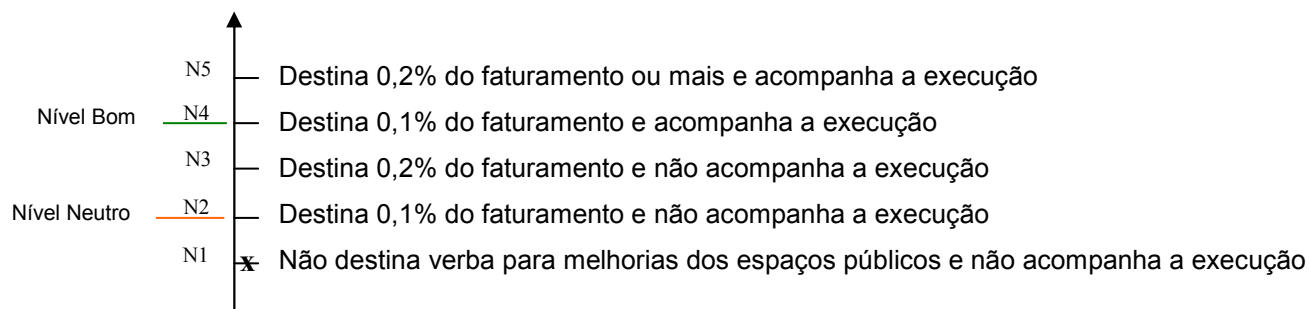 N5 Destina 0,2% do faturamento ou mais e acompanha a execução
Nível Bom N4 Destina 0,1% do faturamento e acompanha a execução
N3 Destina 0,2% do faturamento e não acompanha a execução
Nível Neutro N2 Destina 0,1% do faturamento e não acompanha a execução
N1 x Não destina verba para melhorias dos espaços públicos e não acompanha a execução